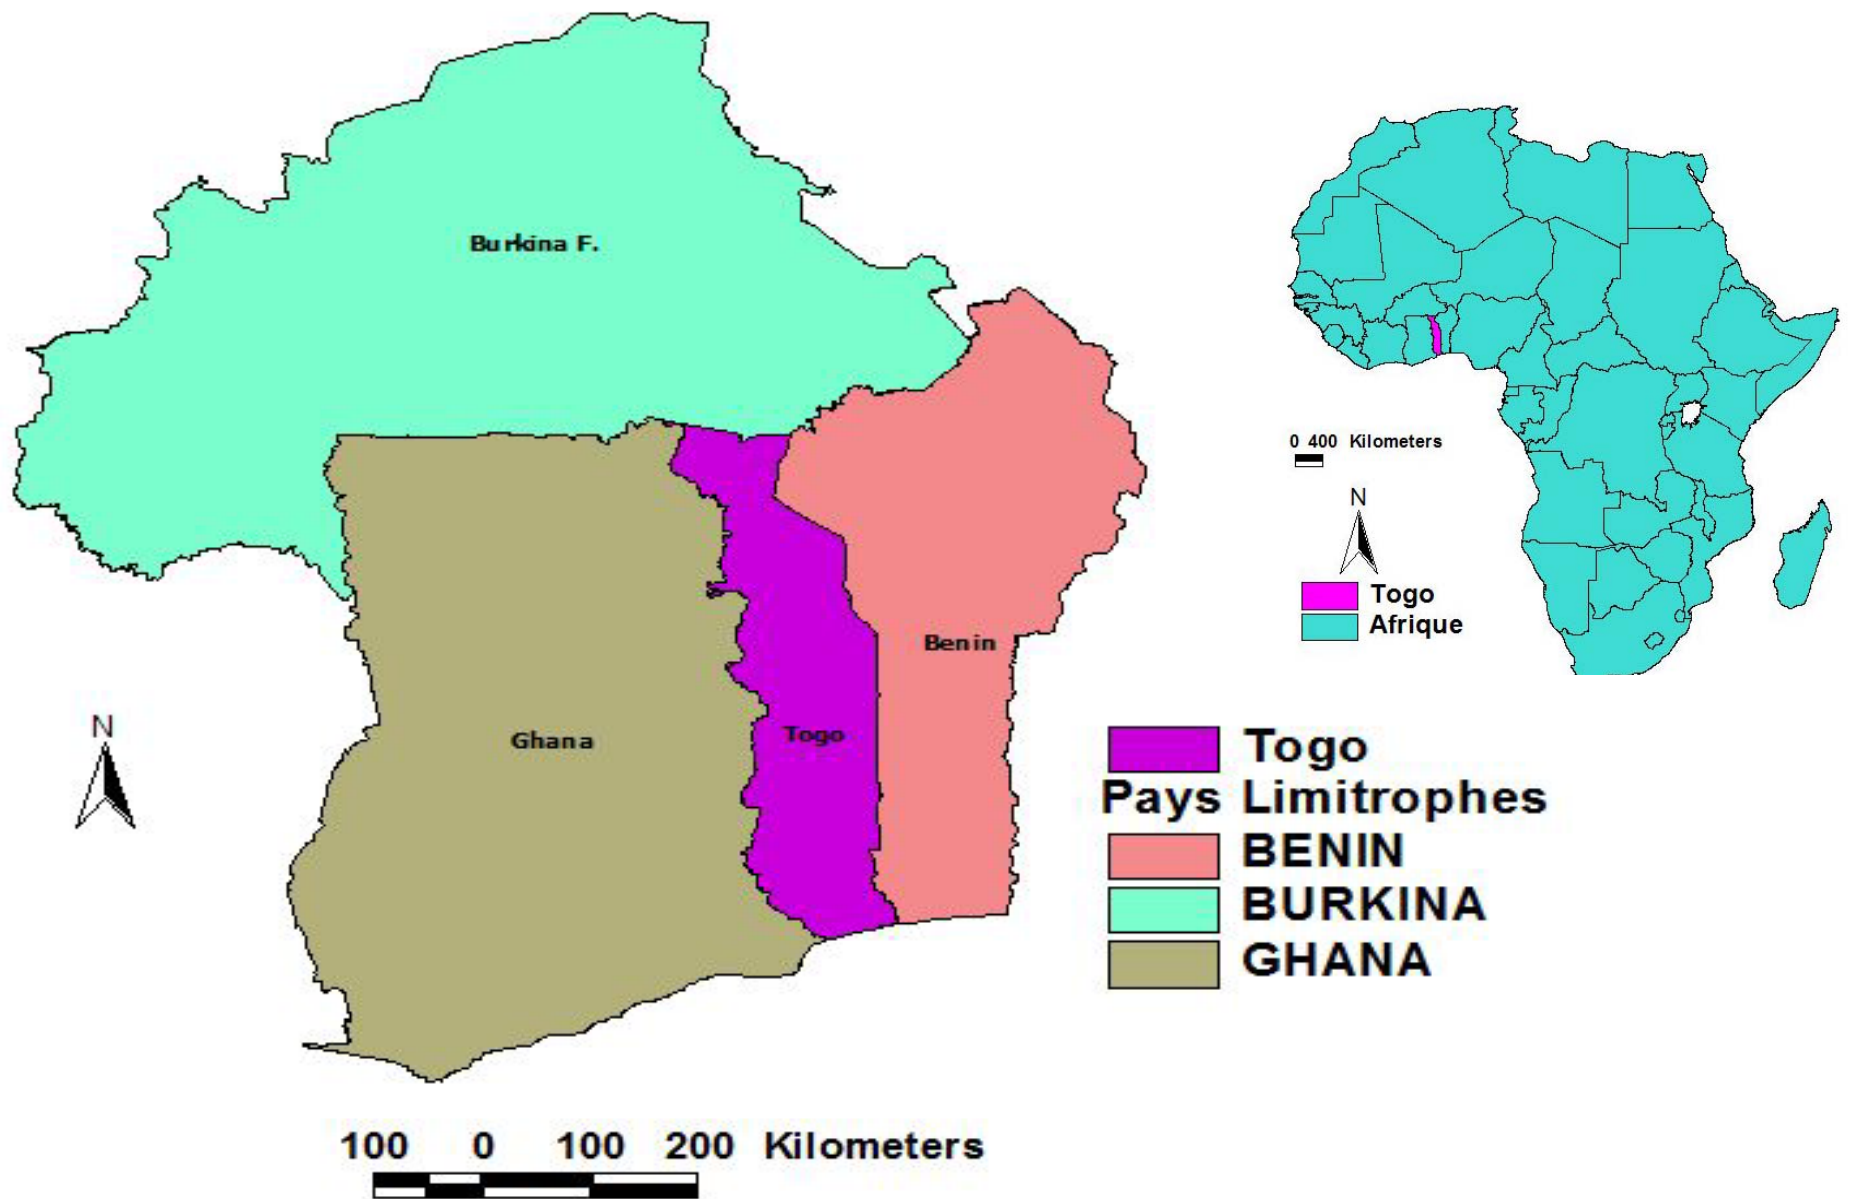 Burkina F.
Benin
Togo
Ghana
N
100 0 100 200 Kilometers
0 400 Kilometers
N
Togo
Afrique
Togo
Pays Limitrophes
BENIN
BURKINA
GHANA